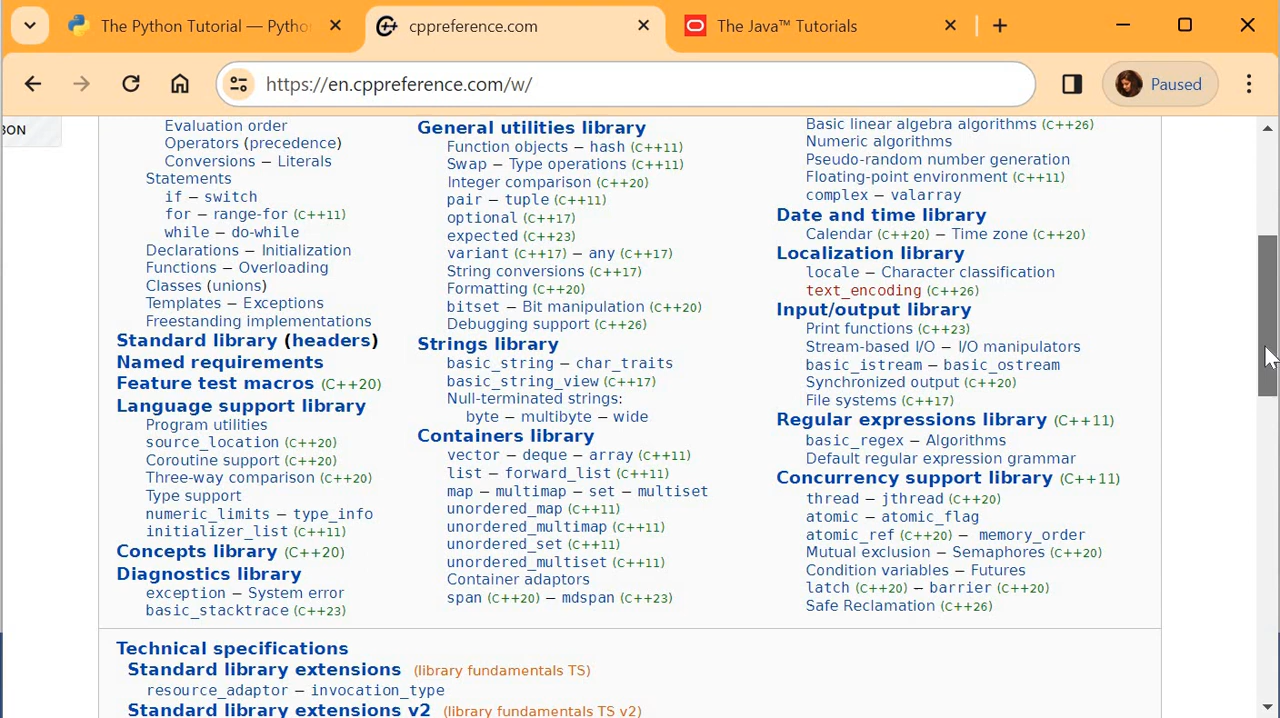 The Python Tutorial — Pytho
cppreference.com
The Java™ Tutorials
https://en.cppreference.com/w/
Paused
ION
Evaluation order
Operators (precedence)
Conversions – Literals
Statements
if – switch
for – range-for (C++11)
while – do-while
Declarations – Initialization
Functions – Overloading
Classes (unions)
Templates – Exceptions
Freestanding implementations
Standard library (headers)
Named requirements
Feature test macros (C++20)
Language support library
Program utilities
source_location (C++20)
Coroutine support (C++20)
Three-way comparison (C++20)
Type support
numeric_limits – type_info
initializer_list (C++11)
Concepts library (C++20)
Diagnostics library
exception – System error
basic_stacktrace (C++23)
General utilities library
Function objects – hash (C++11)
Swap – Type operations (C++11)
Integer comparison (C++20)
pair – tuple (C++11)
optional (C++17)
expected (C++23)
variant (C++17) – any (C++17)
String conversions (C++17)
Formatting (C++20)
bitset – Bit manipulation (C++20)
Debugging support (C++26)
Strings library
basic_string – char_traits
basic_string_view (C++17)
Null-terminated strings:
byte – multibyte – wide
Containers library
vector – deque – array (C++11)
list – forward_list (C++11)
map – multimap – set – multiset
unordered_map (C++11)
unordered_multimap (C++11)
unordered_set (C++11)
unordered_multiset (C++11)
Container adaptors
span (C++20) – mdspan (C++23)
Basic linear algebra algorithms (C++26)
Numeric algorithms
Pseudo-random number generation
Floating-point environment (C++11)
complex – valarray
Date and time library
Calendar (C++20) – Time zone (C++20)
Localization library
locale – Character classification
text_encoding (C++26)
Input/output library
Print functions (C++23)
Stream-based I/O – I/O manipulators
basic_istream – basic_ostream
Synchronized output (C++20)
File systems (C++17)
Regular expressions library (C++11)
basic_regex – Algorithms
Default regular expression grammar
Concurrency support library (C++11)
thread – jthread (C++20)
atomic – atomic_flag
atomic_ref (C++20) – memory_order
Mutual exclusion – Semaphores (C++20)
Condition variables – Futures
latch (C++20) – barrier (C++20)
Safe Reclamation (C++26)
Technical specifications
Standard library extensions (library fundamentals TS)
resource_adaptor – invocation_type
Standard library extensions v2 (library fundamentals TS v2)